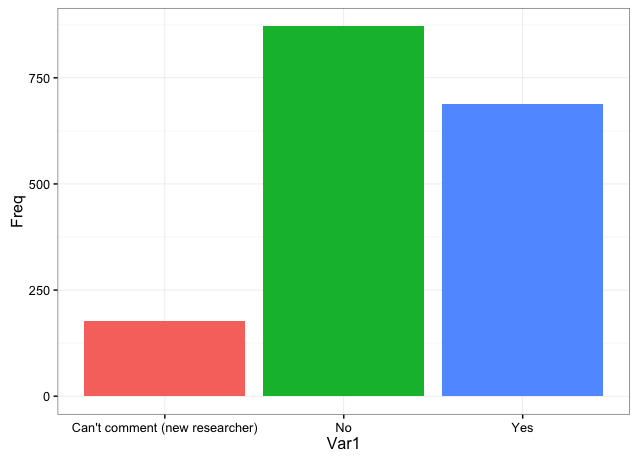 Freq
750
500
250
0
Can't comment (new researcher) No Yes
Var1